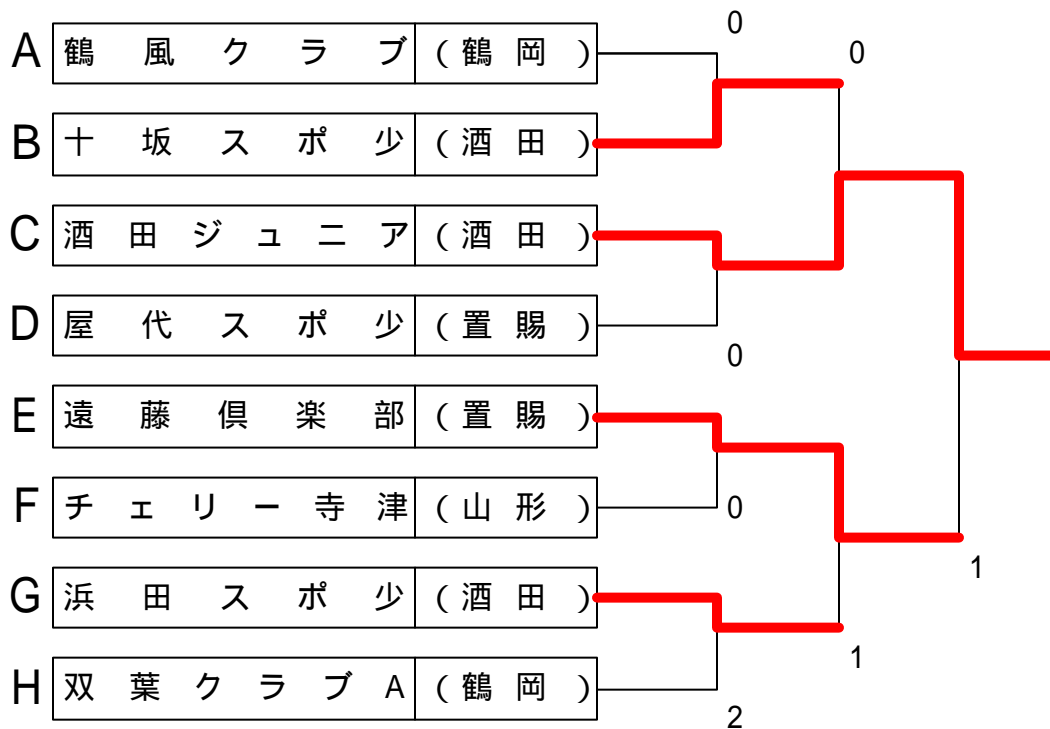 0
A 鶴風クラブ (鶴岡)
0
B 十坂スポ少 (酒田)
C 酒田ジュニア (酒田)
D 屋代スポ少 (置賜)
0
E 遠藤倶楽部 (置賜)
F チェリー寺津 (山形) 0
1
G 浜田スポ少 (酒田)
1
H 双葉クラブA (鶴岡)
2